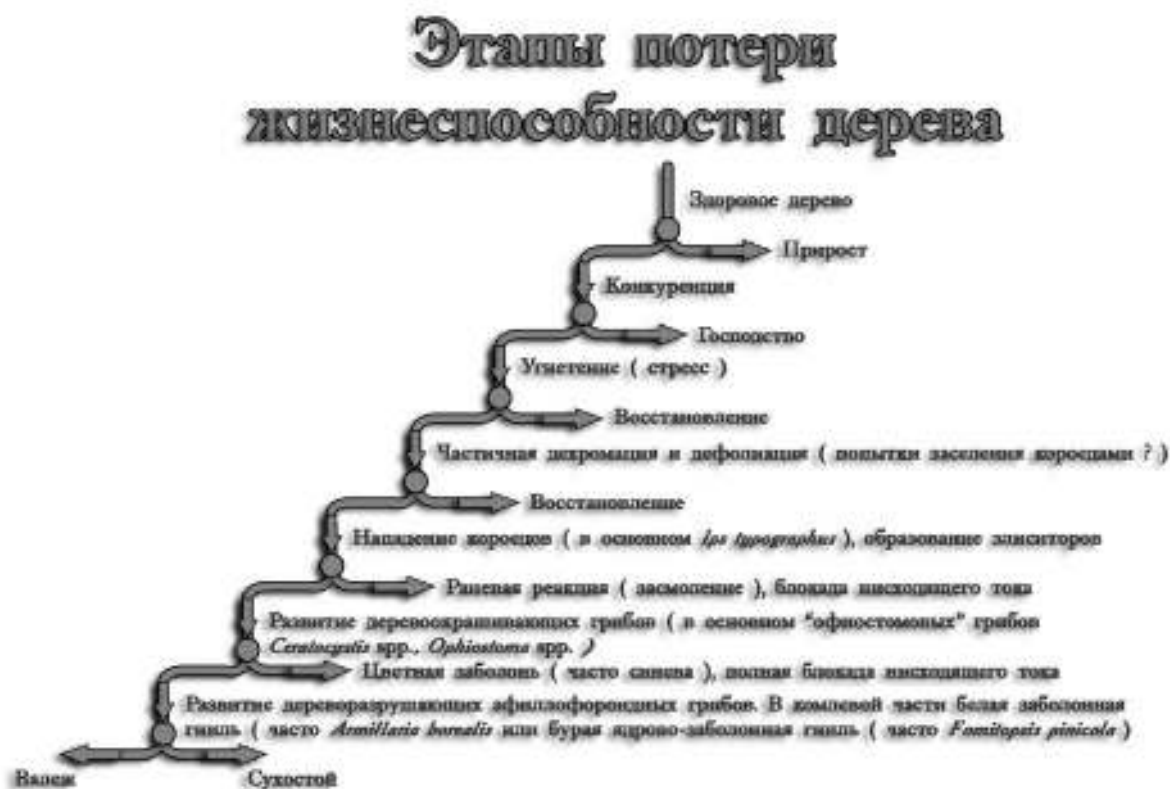 Этапы потери
жизнеспособности дерева
Здоровое дерево
Прирост
Конкуренция
Господство
Угнетение ( стресс )
Восстановление
Частичная дехромация и дефолиация ( попытки заселения короедами ? )
Восстановление
Нападение короедов ( в основном Ips typographus ), образование элиситоров
Раневая реакция ( засмоление ), блокада нисходящего тока
Развитие деревоокрашивающих грибов ( в основном "офиостомовых" грибов
Ceratocystis spp., Ophiostoma spp. )
Цветная заболонь ( часто синева ), полная блокада нисходящего тока
Развитие дереворазрушающих афиллофороидных грибов. В комлевой части белая заболонная
гниль ( часто Armillaria borealis или бурая ядрово-заболонная гниль ( часто Fomitopsis pinicola )
Валеж
Сухостой